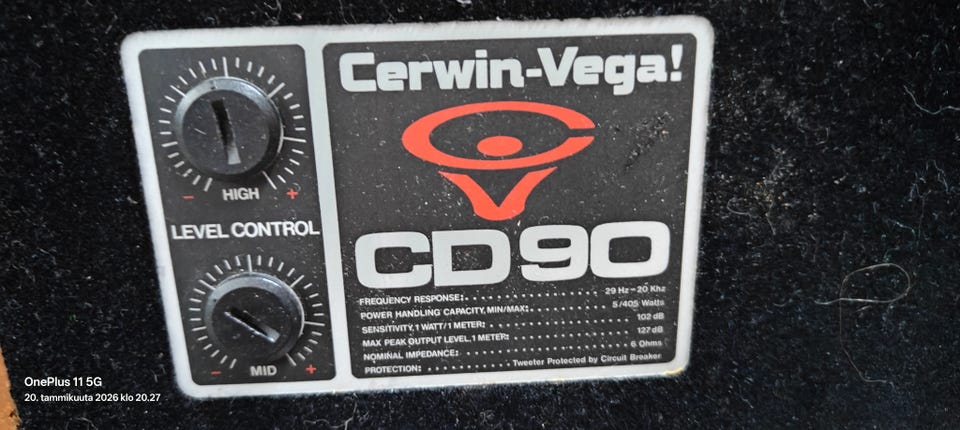 Cerwin-Vega!
CD 90
FREQUENCY RESPONSE: 29 Hz – 20 Khz
POWER HANDLING CAPACITY, MIN/MAX: 5/405 Watts
SENSITIVITY, 1 WATT/1 METER: 102 dB
MAX PEAK OUTPUT LEVEL, 1 METER: 127 dB
NOMINAL IMPEDANCE: 6 Ohms
PROTECTION: Tweeter Protected by Circuit Breaker
- HIGH +
LEVEL CONTROL
- MID +
OnePlus 11 5G
20. tammikuuta 2026 klo 20.27